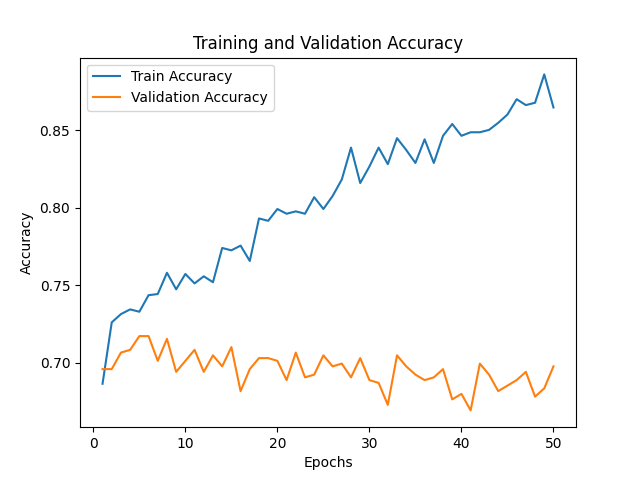 Training and Validation Accuracy
Train Accuracy
Validation Accuracy
Accuracy
0.85
0.80
0.75
0.70
0 10 20 30 40 50
Epochs